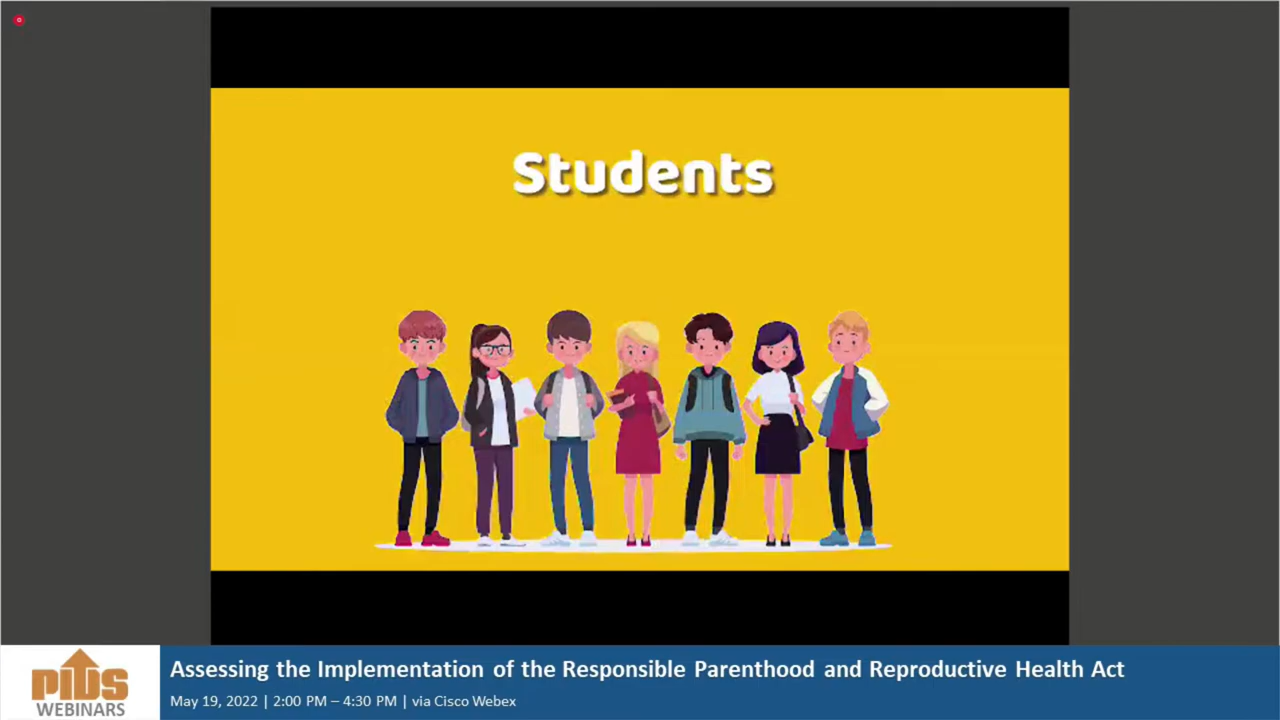 Students
PIDS
WEBINARS
Assessing the Implementation of the Responsible Parenthood and Reproductive Health Act
May 19, 2022 | 2:00 PM – 4:30 PM | via Cisco Webex